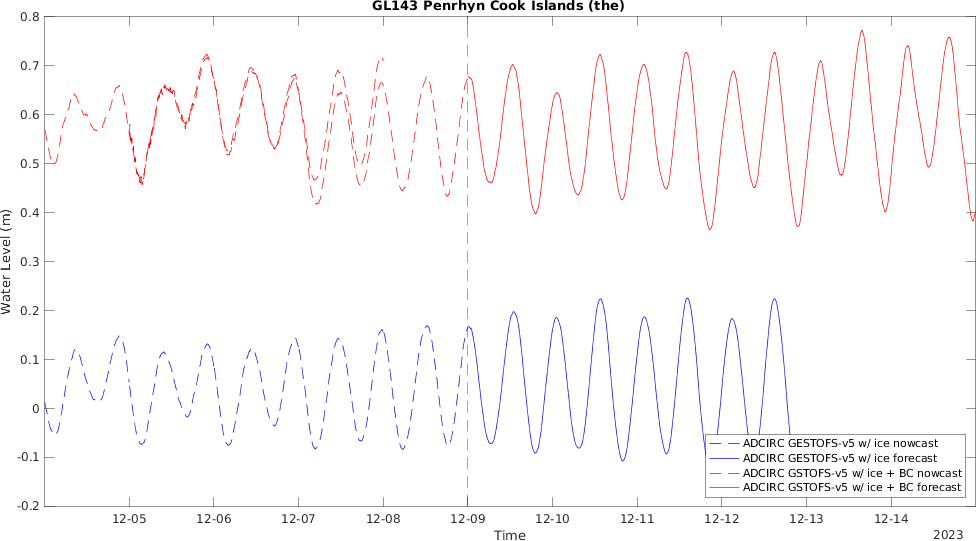 GL143 Penrhyn Cook Islands (the)
0.8
0.7
0.6
0.5
0.4
0.3
0.2
0.1
0
-0.1
-0.2
Water Level (m)
ADCIRC GESTOFS-v5 w/ ice nowcast
ADCIRC GESTOFS-v5 w/ ice forecast
ADCIRC GSTOFS-v5 w/ ice + BC nowcast
ADCIRC GSTOFS-v5 w/ ice + BC forecast
12-05 12-06 12-07 12-08 12-09 12-10 12-11 12-12 12-13 12-14
Time
2023